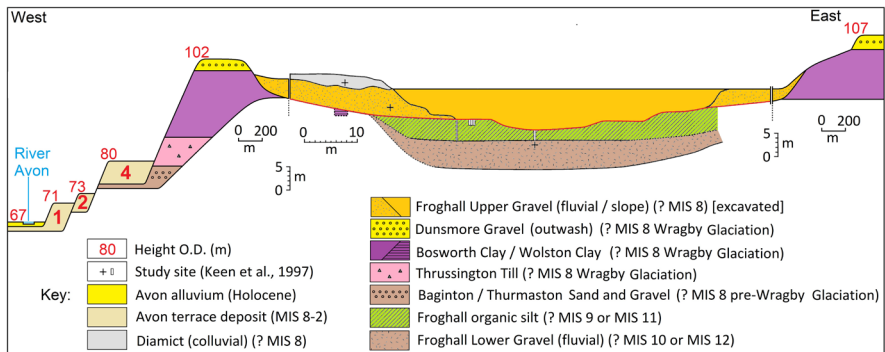 West
East
107
102
80
73
71
67
River
Avon
1
2
4
0 200
m
0 10
m
5
0
m
0 200
m
5
0
m
80 Height O.D. (m)
+ Study site (Keen et al., 1997)
Key:
Avon alluvium (Holocene)
Avon terrace deposit (MIS 8-2)
Diamict (colluvial) (? MIS 8)
Froghall Upper Gravel (fluvial / slope) (? MIS 8) [excavated]
Dunsmore Gravel (outwash) (? MIS 8 Wragby Glaciation)
Bosworth Clay / Wolston Clay (? MIS 8 Wragby Glaciation)
Thrussington Till (? MIS 8 Wragby Glaciation)
Baginton / Thurmaston Sand and Gravel (? MIS 8 pre-Wragby Glaciation)
Froghall organic silt (? MIS 9 or MIS 11)
Froghall Lower Gravel (fluvial) (? MIS 10 or MIS 12)